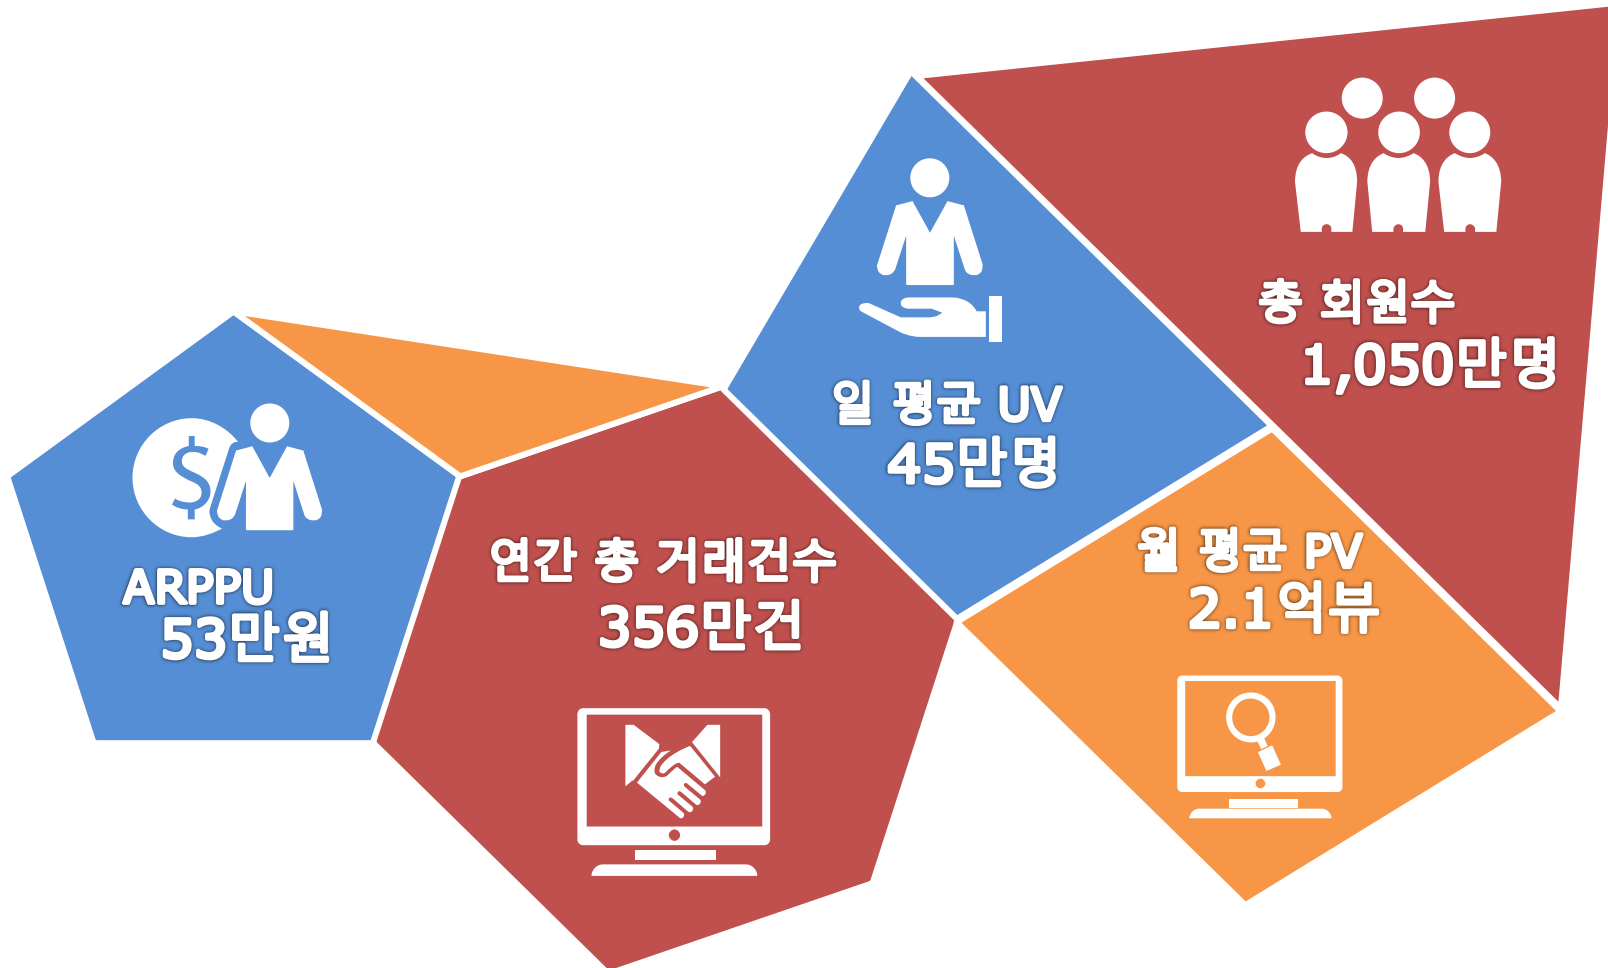 총 회원수
1,050만명
일 평균 UV
45만명
월 평균 PV
2.1억뷰
연간 총 거래건수
356만건
$
ARPPU
53만원